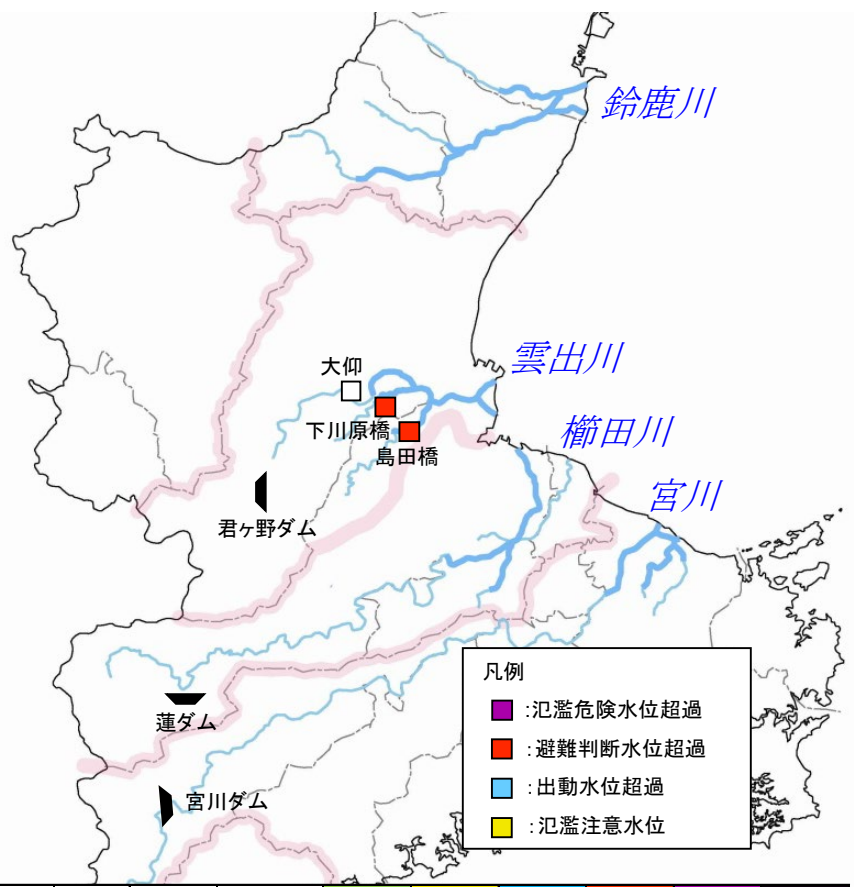 鈴鹿川
雲出川
大仰
下川原橋
島田橋
櫛田川
宮川
君ヶ野ダム
蓮ダム
宮川ダム
凡例
:氾濫危険水位超過
:避難判断水位超過
:出動水位超過
:氾濫注意水位